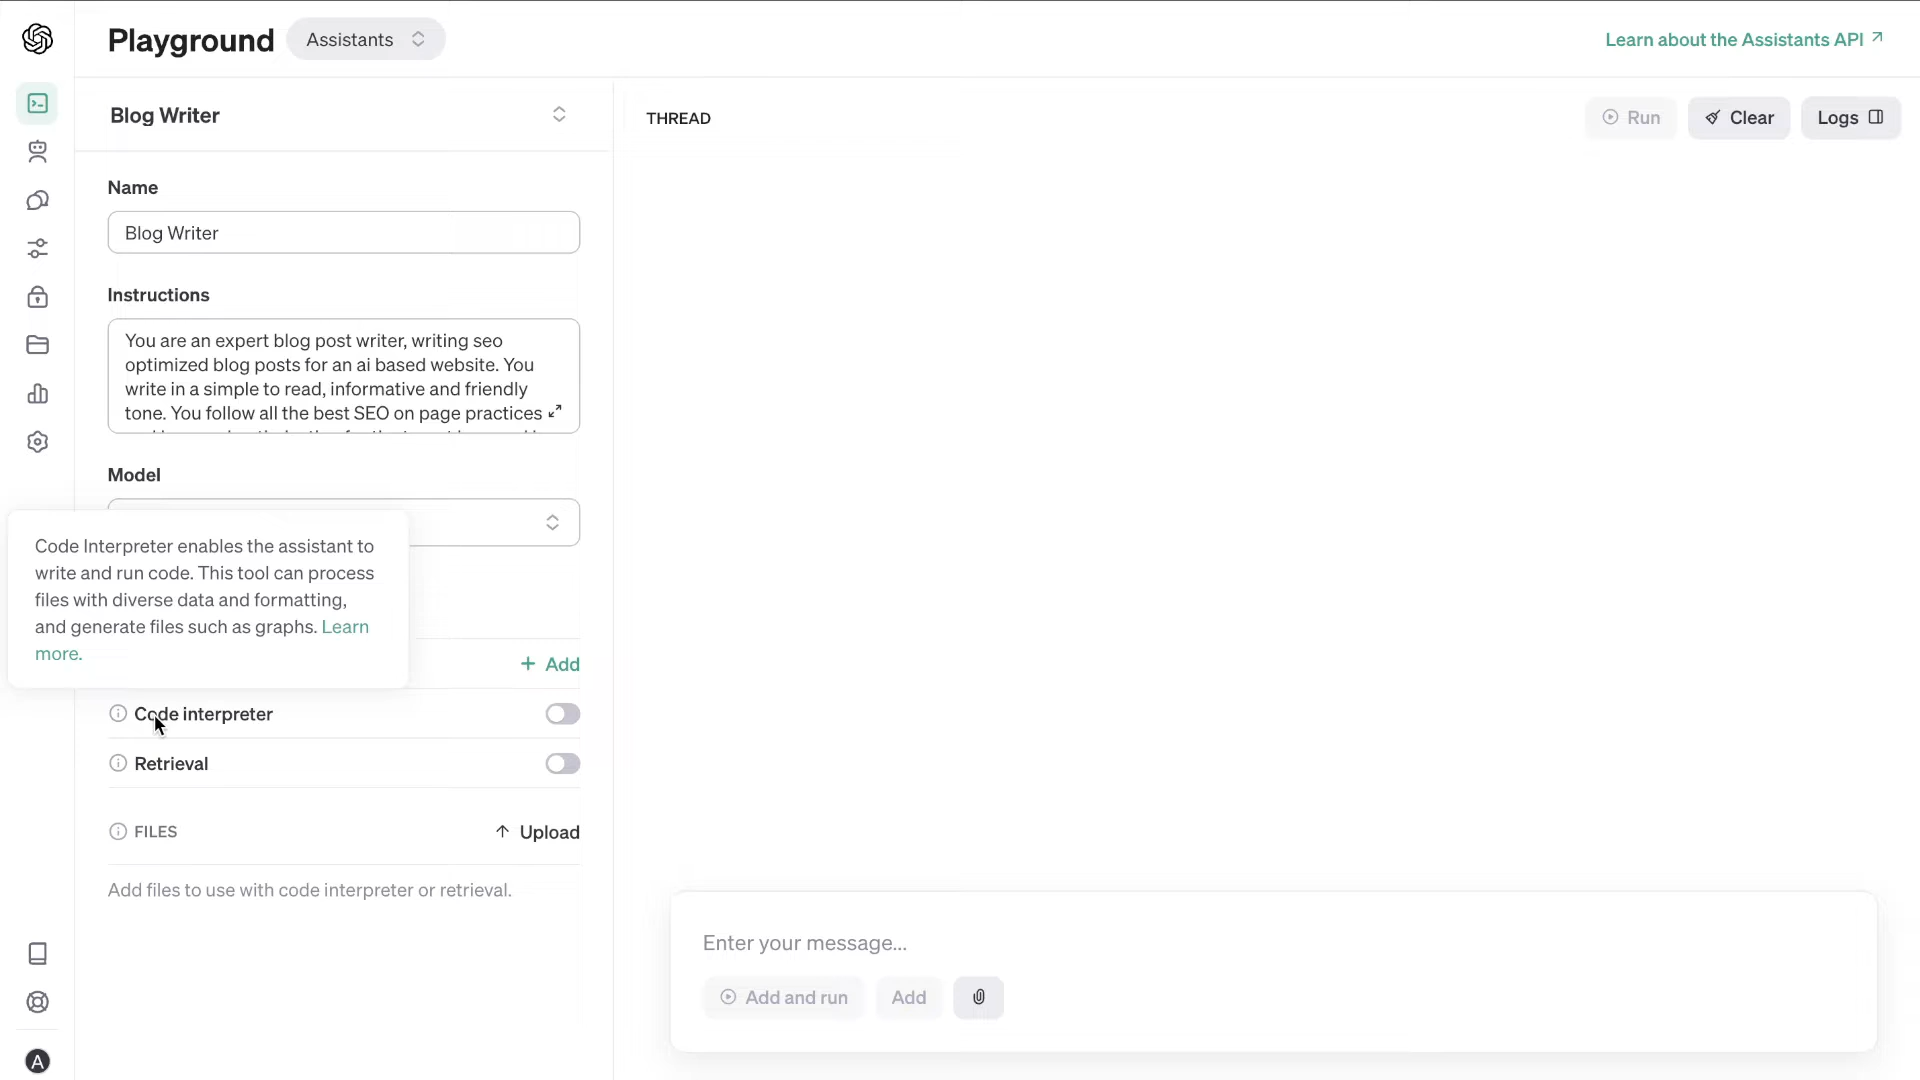 Playground
Assistants
Learn about the Assistants API
Blog Writer
THREAD
Run
Clear
Logs
Name
Blog Writer
Instructions
You are an expert blog post writer, writing seo
optimized blog posts for an ai based website. You
write in a simple to read, informative and friendly
tone. You follow all the best SEO on page practices
Model
Code Interpreter enables the assistant to
write and run code. This tool can process
files with diverse data and formatting,
and generate files such as graphs. Learn
more.
+ Add
Code interpreter
Retrieval
FILES
Upload
Add files to use with code interpreter or retrieval.
Enter your message...
Add and run
Add
A